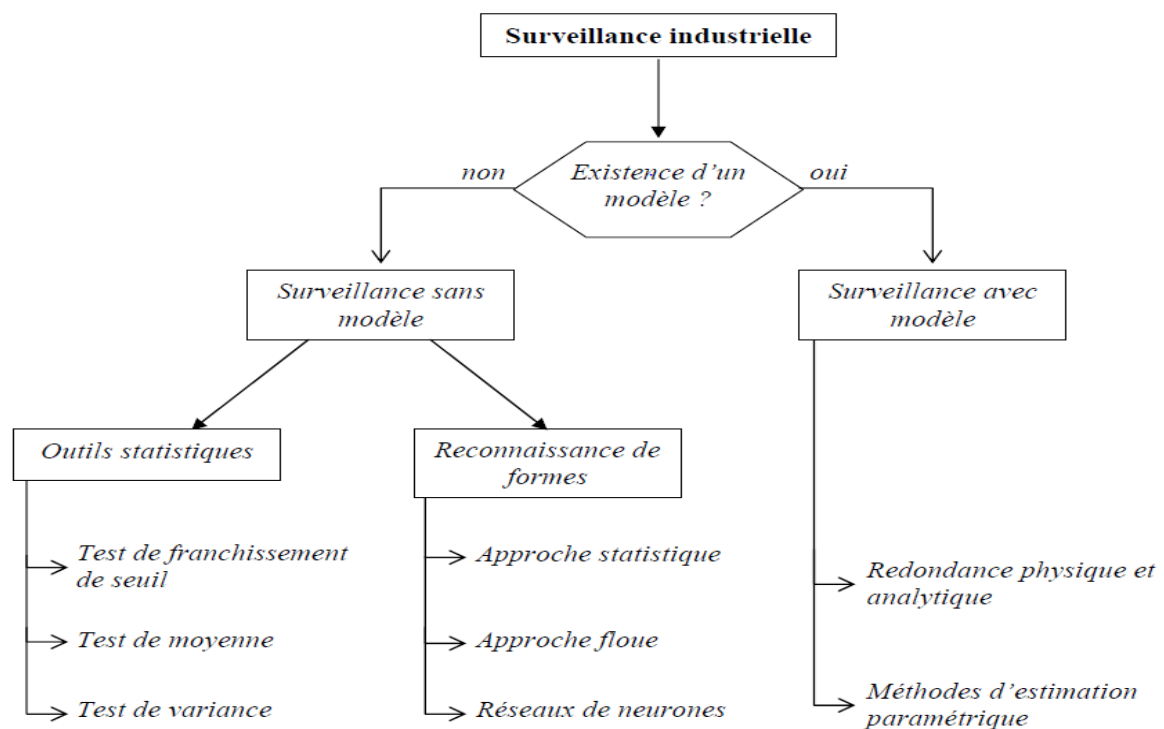 Surveillance industrielle
non
Existence d'un
modèle ?
oui
Surveillance sans
modèle
Surveillance avec
modèle
Outils statistiques
Reconnaissance de
formes
Test de franchissement
de seuil
Test de moyenne
Test de variance
Approche statistique
Approche floue
Réseaux de neurones
Redondance physique et
analytique
Méthodes d'estimation
paramétrique